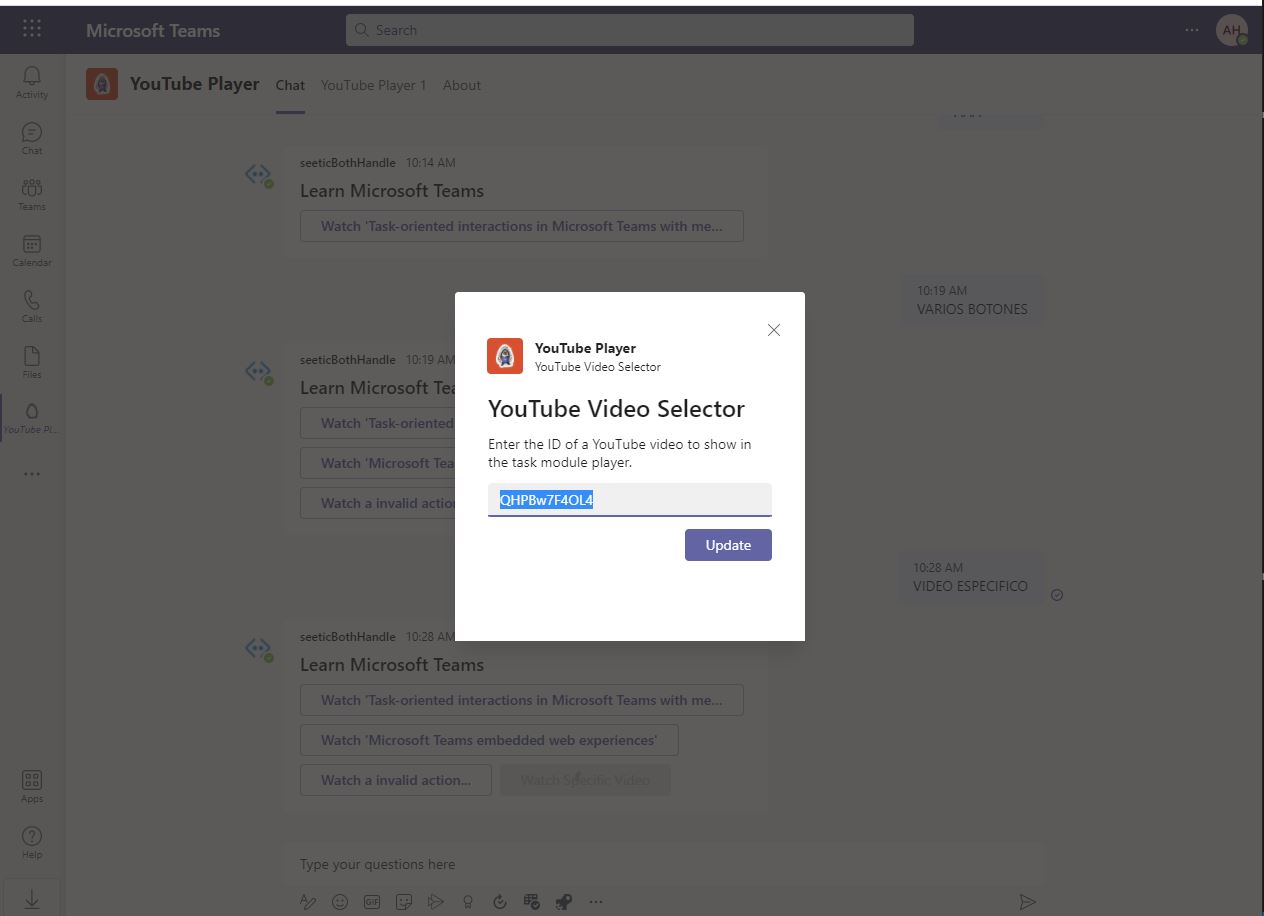 Microsoft Teams
Search
AH
Activity
Chat
Teams
Calendar
Calls
Files
YouTube Pl...
Apps
Help
YouTube Player
Chat
YouTube Player 1
About
seeticBothHandle 10:14 AM
Learn Microsoft Teams
Watch 'Task-oriented interactions in Microsoft Teams with me...
10:19 AM
VARIOS BOTONES
seeticBothHandle 10:19 AM
Learn Microsoft Tea
Watch 'Task-oriented
Watch 'Microsoft Tea
Watch a invalid action
YouTube Player
YouTube Video Selector
YouTube Video Selector
Enter the ID of a YouTube video to show in
the task module player.
QHPBw7F4OL4
Update
10:28 AM
VIDEO ESPECIFICO
seeticBothHandle 10:28 AM
Learn Microsoft Teams
Watch 'Task-oriented interactions in Microsoft Teams with me...
Watch 'Microsoft Teams embedded web experiences'
Watch a invalid action...
Watch Specific Video
Type your questions here
GIF